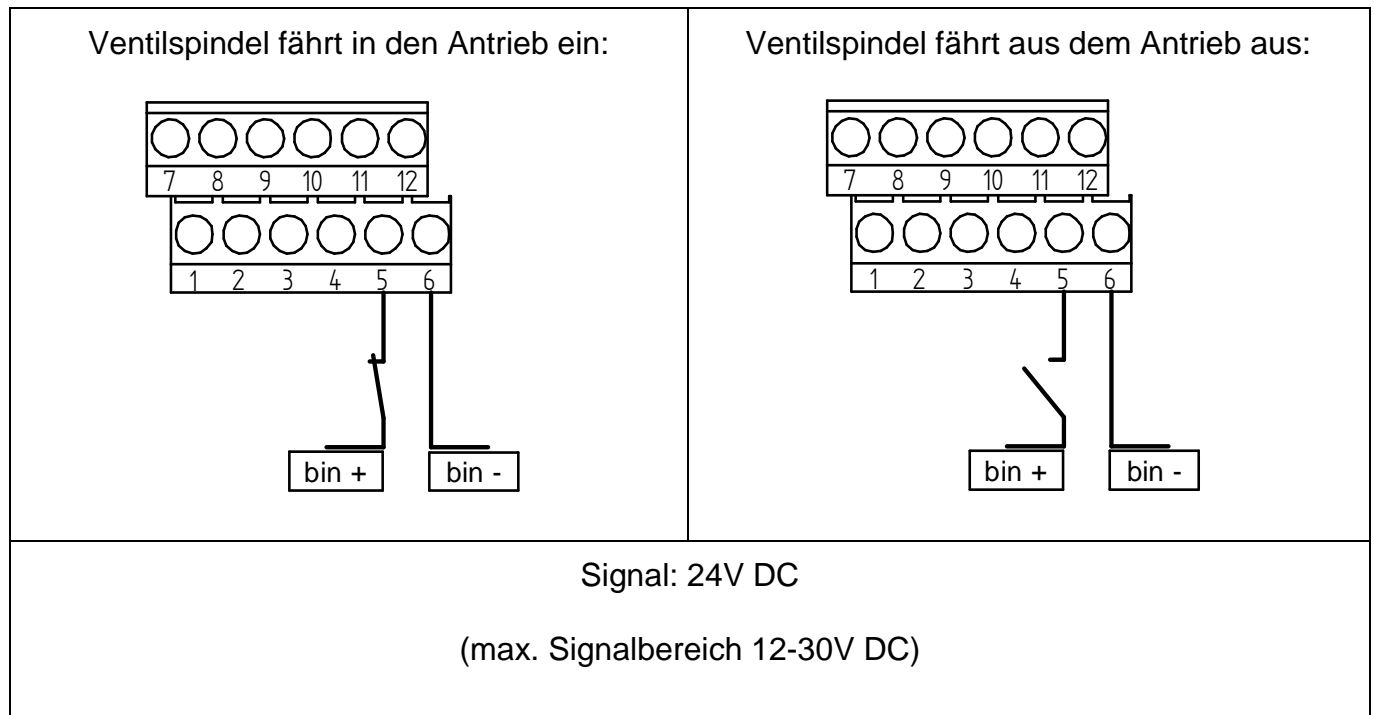 Ventilspindel fährt in den Antrieb ein:
7 8 9 10 11 12
1 2 3 4 5 6
bin + bin -
Ventilspindel fährt aus dem Antrieb aus:
7 8 9 10 11 12
1 2 3 4 5 6
bin + bin -
Signal: 24V DC
(max. Signalbereich 12-30V DC)